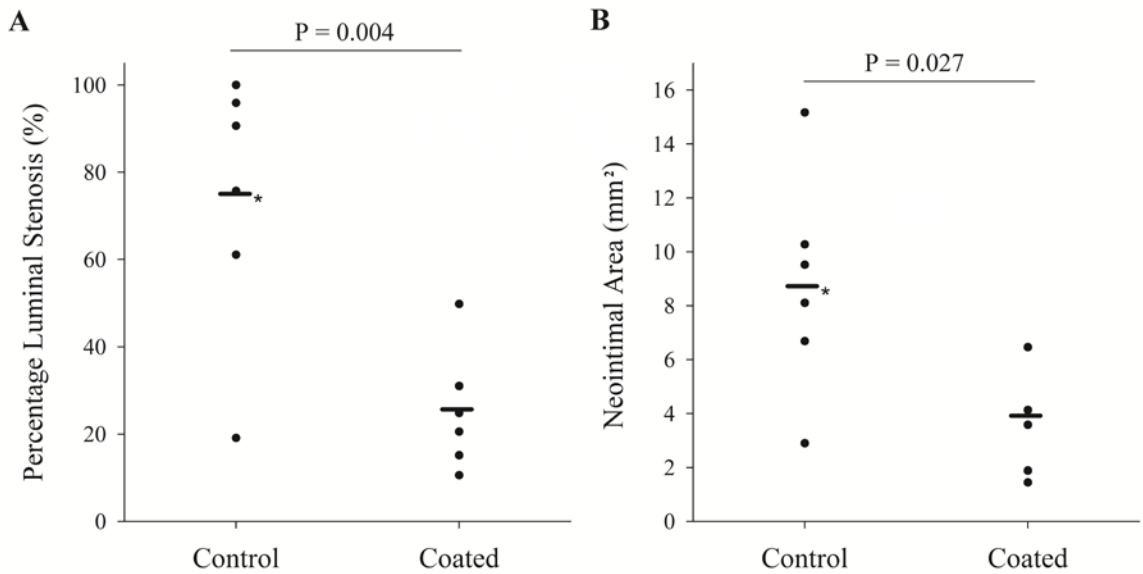 A
P = 0.004
Percentage Luminal Stenosis (%)
100
80
60
40
20
0
*
Control
Coated
B
P = 0.027
Neointimal Area (mm²)
16
14
12
10
8
6
4
2
0
*
Control
Coated